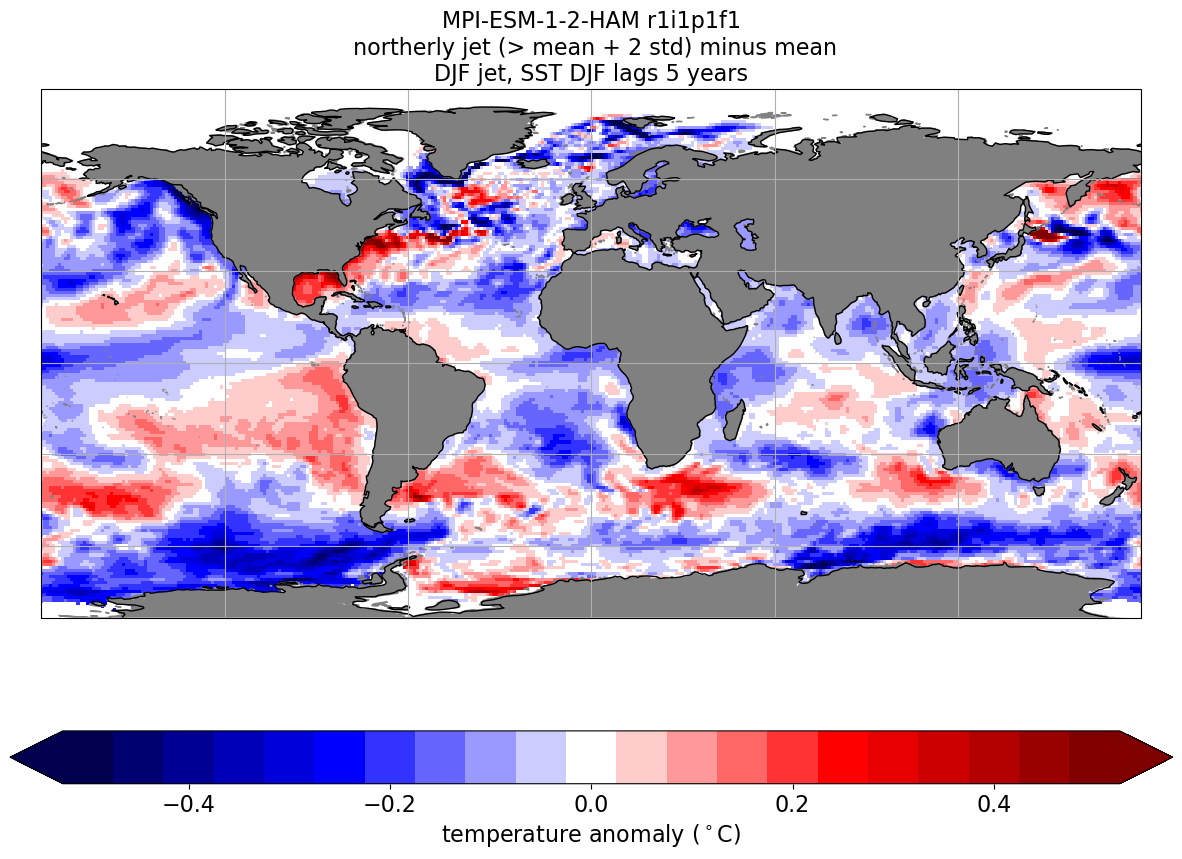 MPI-ESM-1-2-HAM r1i1p1f1
northerly jet (> mean + 2 std) minus mean
DJF jet, SST DJF lags 5 years
−0.4 −0.2 0.0 0.2 0.4
temperature anomaly (°C)